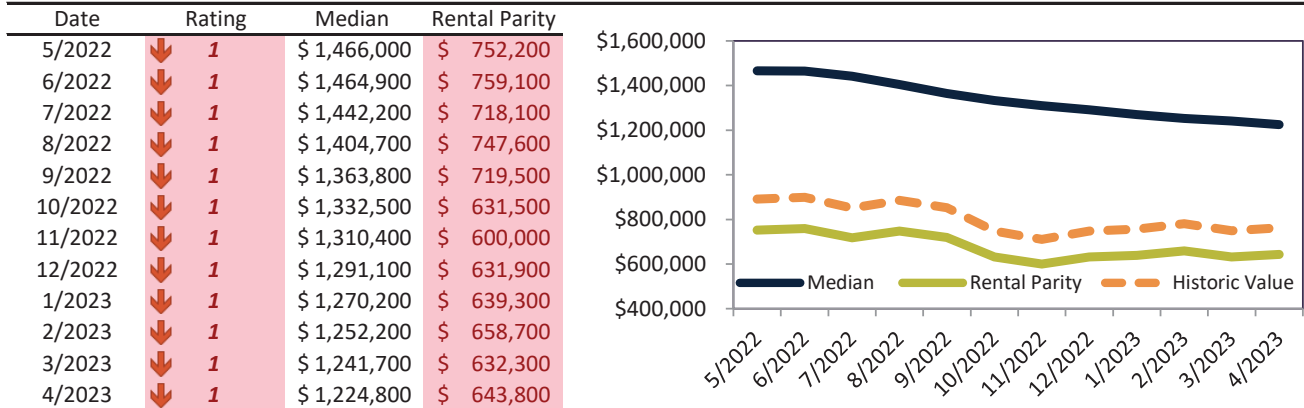 Date Rating Median Rental Parity
5/2022 1 $ 1,466,000 $ 752,200
6/2022 1 $ 1,464,900 $ 759,100
7/2022 1 $ 1,442,200 $ 718,100
8/2022 1 $ 1,404,700 $ 747,600
9/2022 1 $ 1,363,800 $ 719,500
10/2022 1 $ 1,332,500 $ 631,500
11/2022 1 $ 1,310,400 $ 600,000
12/2022 1 $ 1,291,100 $ 631,900
1/2023 1 $ 1,270,200 $ 639,300
2/2023 1 $ 1,252,200 $ 658,700
3/2023 1 $ 1,241,700 $ 632,300
4/2023 1 $ 1,224,800 $ 643,800
$1,600,000
$1,400,000
$1,200,000
$1,000,000
$800,000
$600,000
$400,000
Median Rental Parity Historic Value
5/2022 6/2022 7/2022 8/2022 9/2022 10/2022 11/2022 12/2022 1/2023 2/2023 3/2023 4/2023